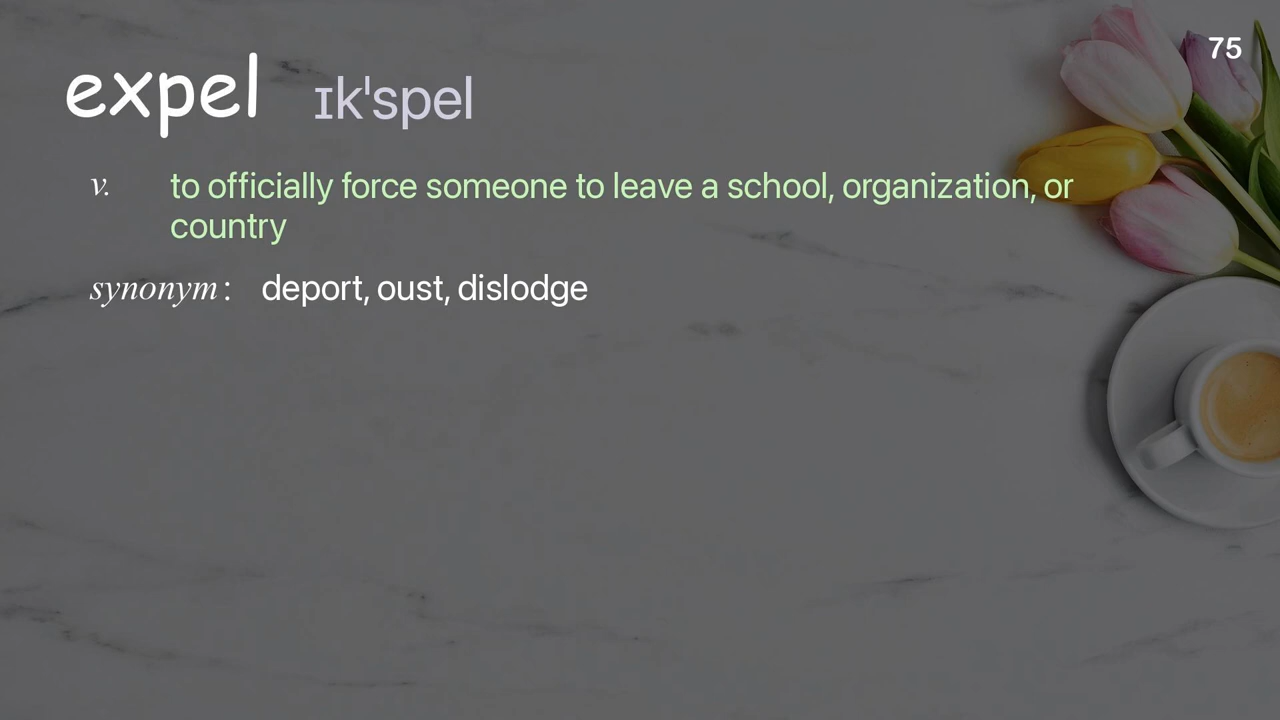 75
expel ɪk'spel
v. to officially force someone to leave a school, organization, or
country
synonym: deport, oust, dislodge